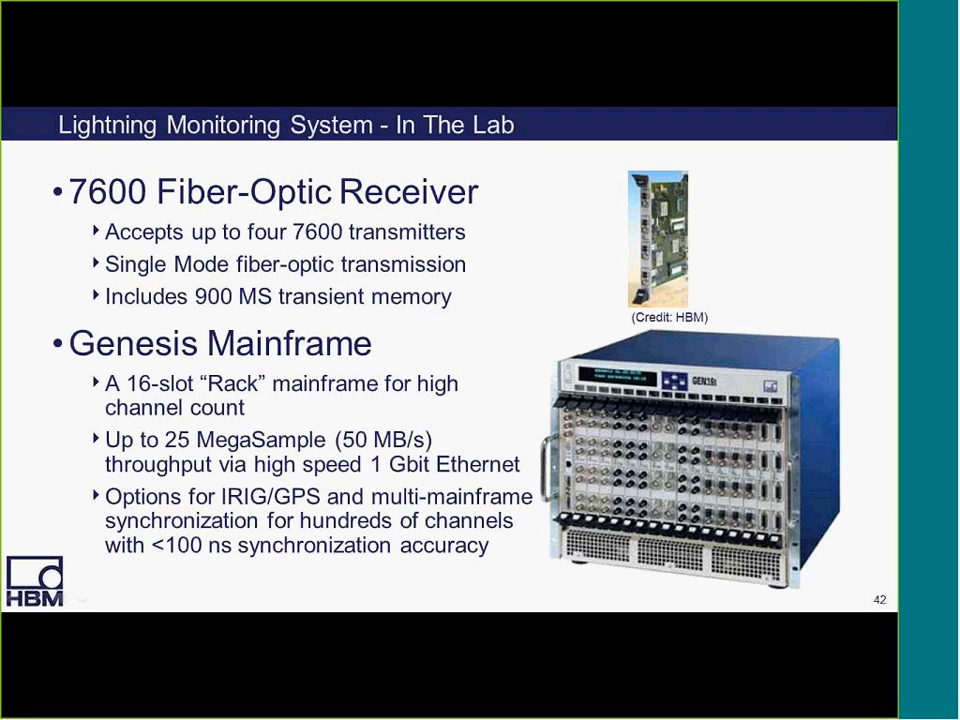 Lightning Monitoring System - In The Lab
•7600 Fiber-Optic Receiver
‣Accepts up to four 7600 transmitters
‣Single Mode fiber-optic transmission
‣Includes 900 MS transient memory
(Credit: HBM)
•Genesis Mainframe
‣A 16-slot “Rack” mainframe for high
channel count
‣Up to 25 MegaSample (50 MB/s)
throughput via high speed 1 Gbit Ethernet
‣Options for IRIG/GPS and multi-mainframe
synchronization for hundreds of channels
with <100 ns synchronization accuracy
HBM
42